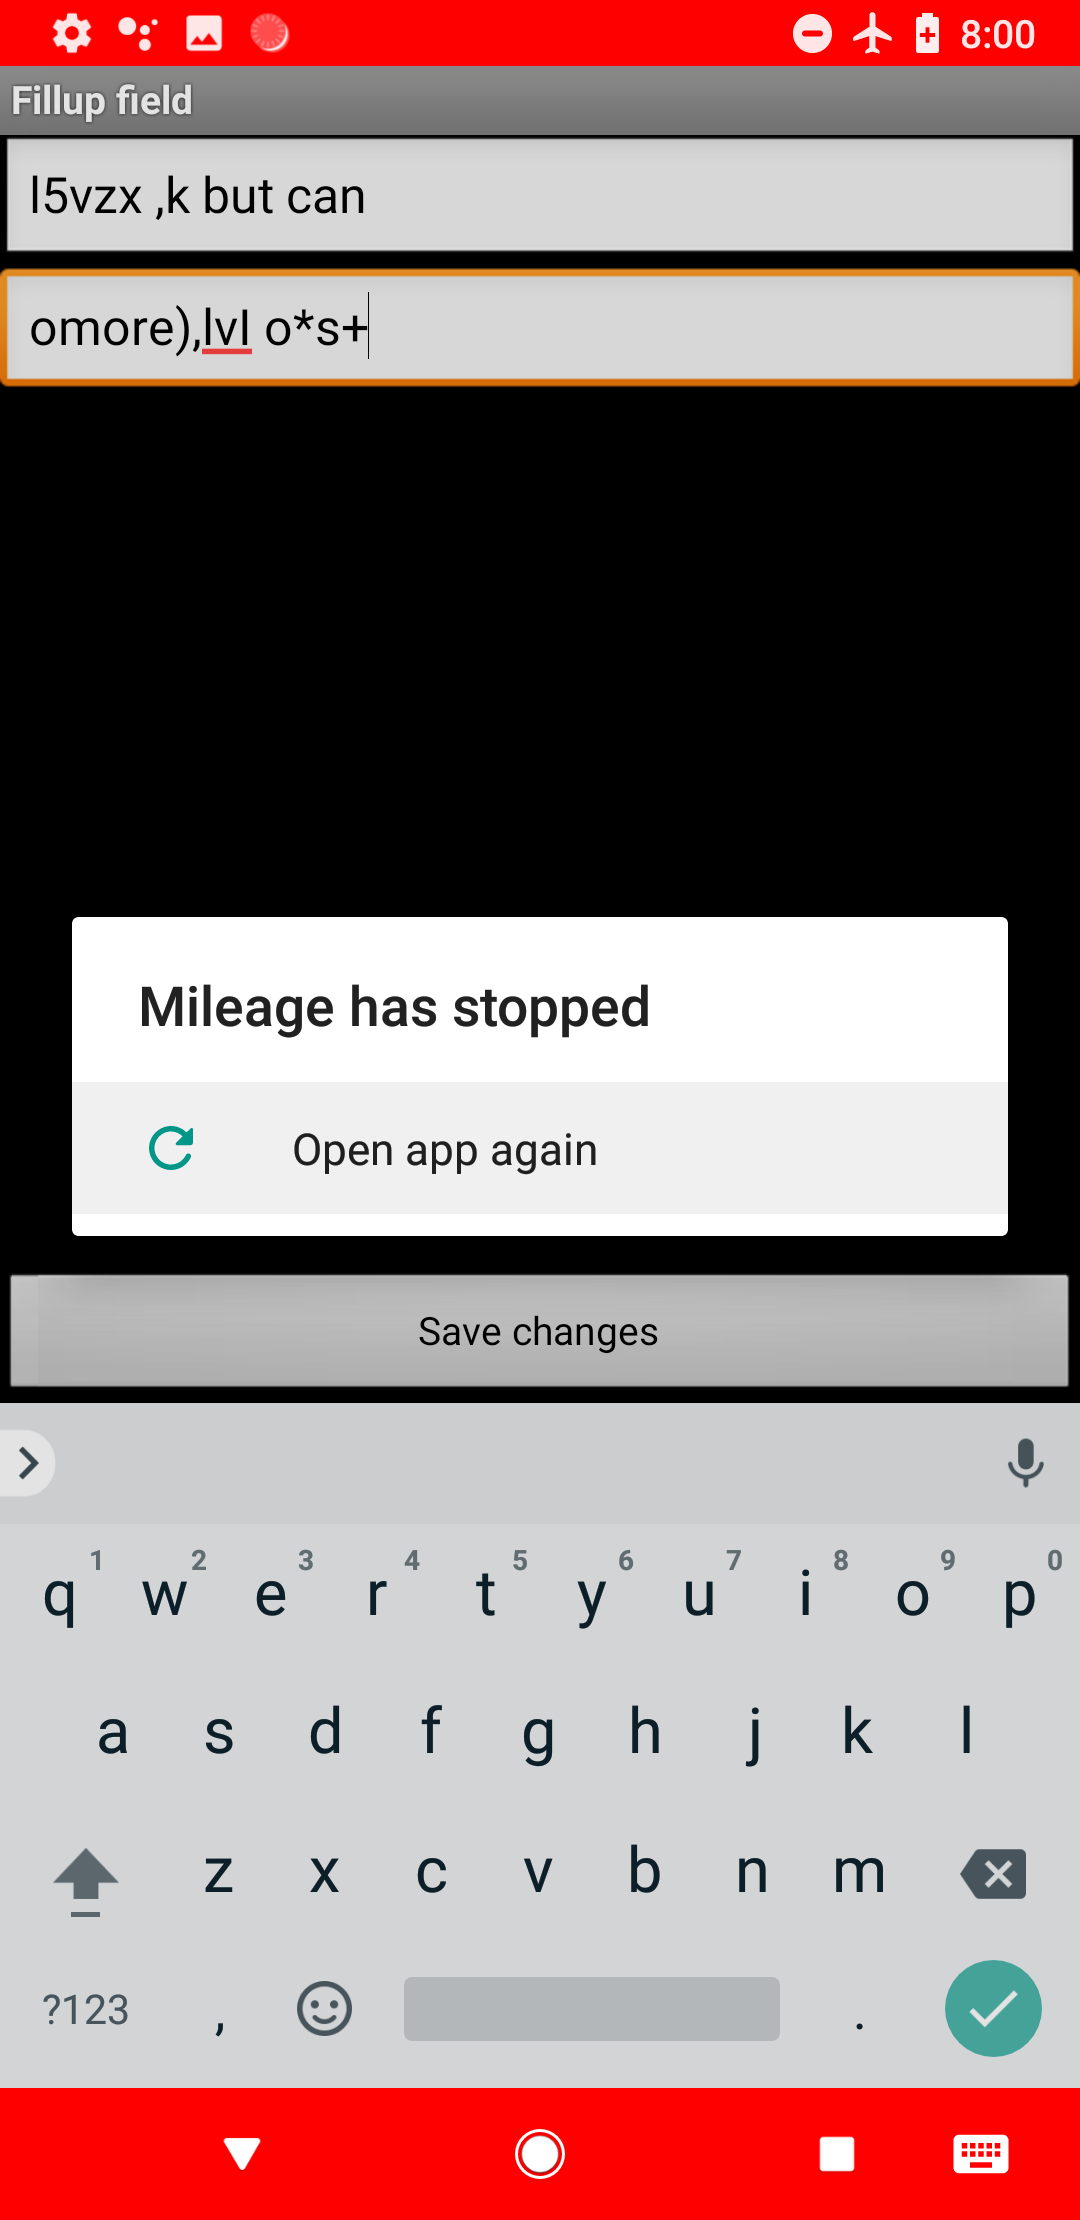 8:00
Fillup field
l5vzx ,k but can
omore),lvI o*s+
Mileage has stopped
Open app again
Save changes
1 2 3 4 5 6 7 8 9 0
q w e r t y u i o p
a s d f g h j k l
z x c v b n m
?123 , .